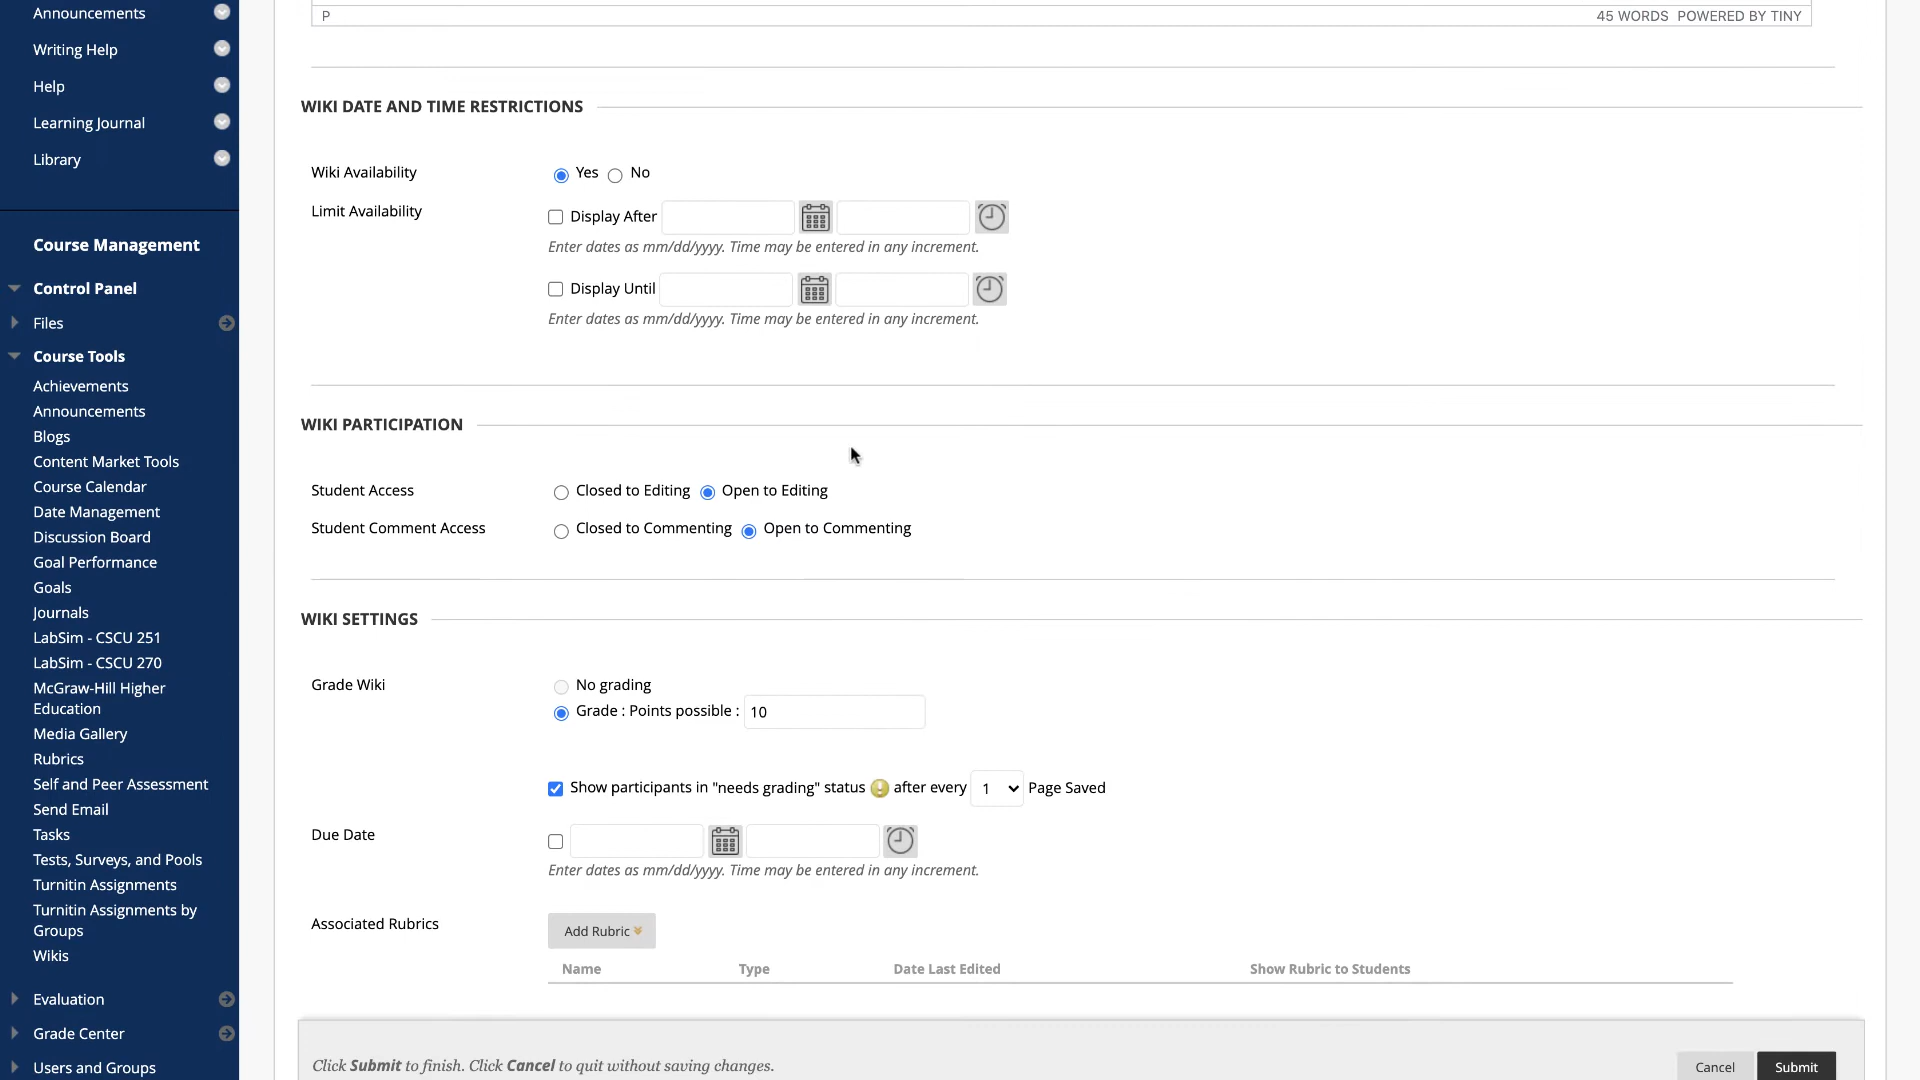 Announcements
Writing Help
Help
Learning Journal
Library
Course Management
Control Panel
Files
Course Tools
Achievements
Announcements
Blogs
Content Market Tools
Course Calendar
Date Management
Discussion Board
Goal Performance
Goals
Journals
LabSim - CSCU 251
LabSim - CSCU 270
McGraw-Hill Higher
Education
Media Gallery
Rubrics
Self and Peer Assessment
Send Email
Tasks
Tests, Surveys, and Pools
Turnitin Assignments
Turnitin Assignments by
Groups
Wikis
Evaluation
Grade Center
Users and Groups
P 45 WORDS POWERED BY TINY
WIKI DATE AND TIME RESTRICTIONS
Wiki Availability Yes No
Limit Availability Display After
Enter dates as mm/dd/yyyy. Time may be entered in any increment.
Display Until
Enter dates as mm/dd/yyyy. Time may be entered in any increment.
WIKI PARTICIPATION
Student Access Closed to Editing Open to Editing
Student Comment Access Closed to Commenting Open to Commenting
WIKI SETTINGS
Grade Wiki No grading
Grade : Points possible : 10
Show participants in "needs grading" status after every 1 Page Saved
Due Date
Enter dates as mm/dd/yyyy. Time may be entered in any increment.
Associated Rubrics Add Rubric
Name Type Date Last Edited Show Rubric to Students
Click Submit to finish. Click Cancel to quit without saving changes. Cancel Submit